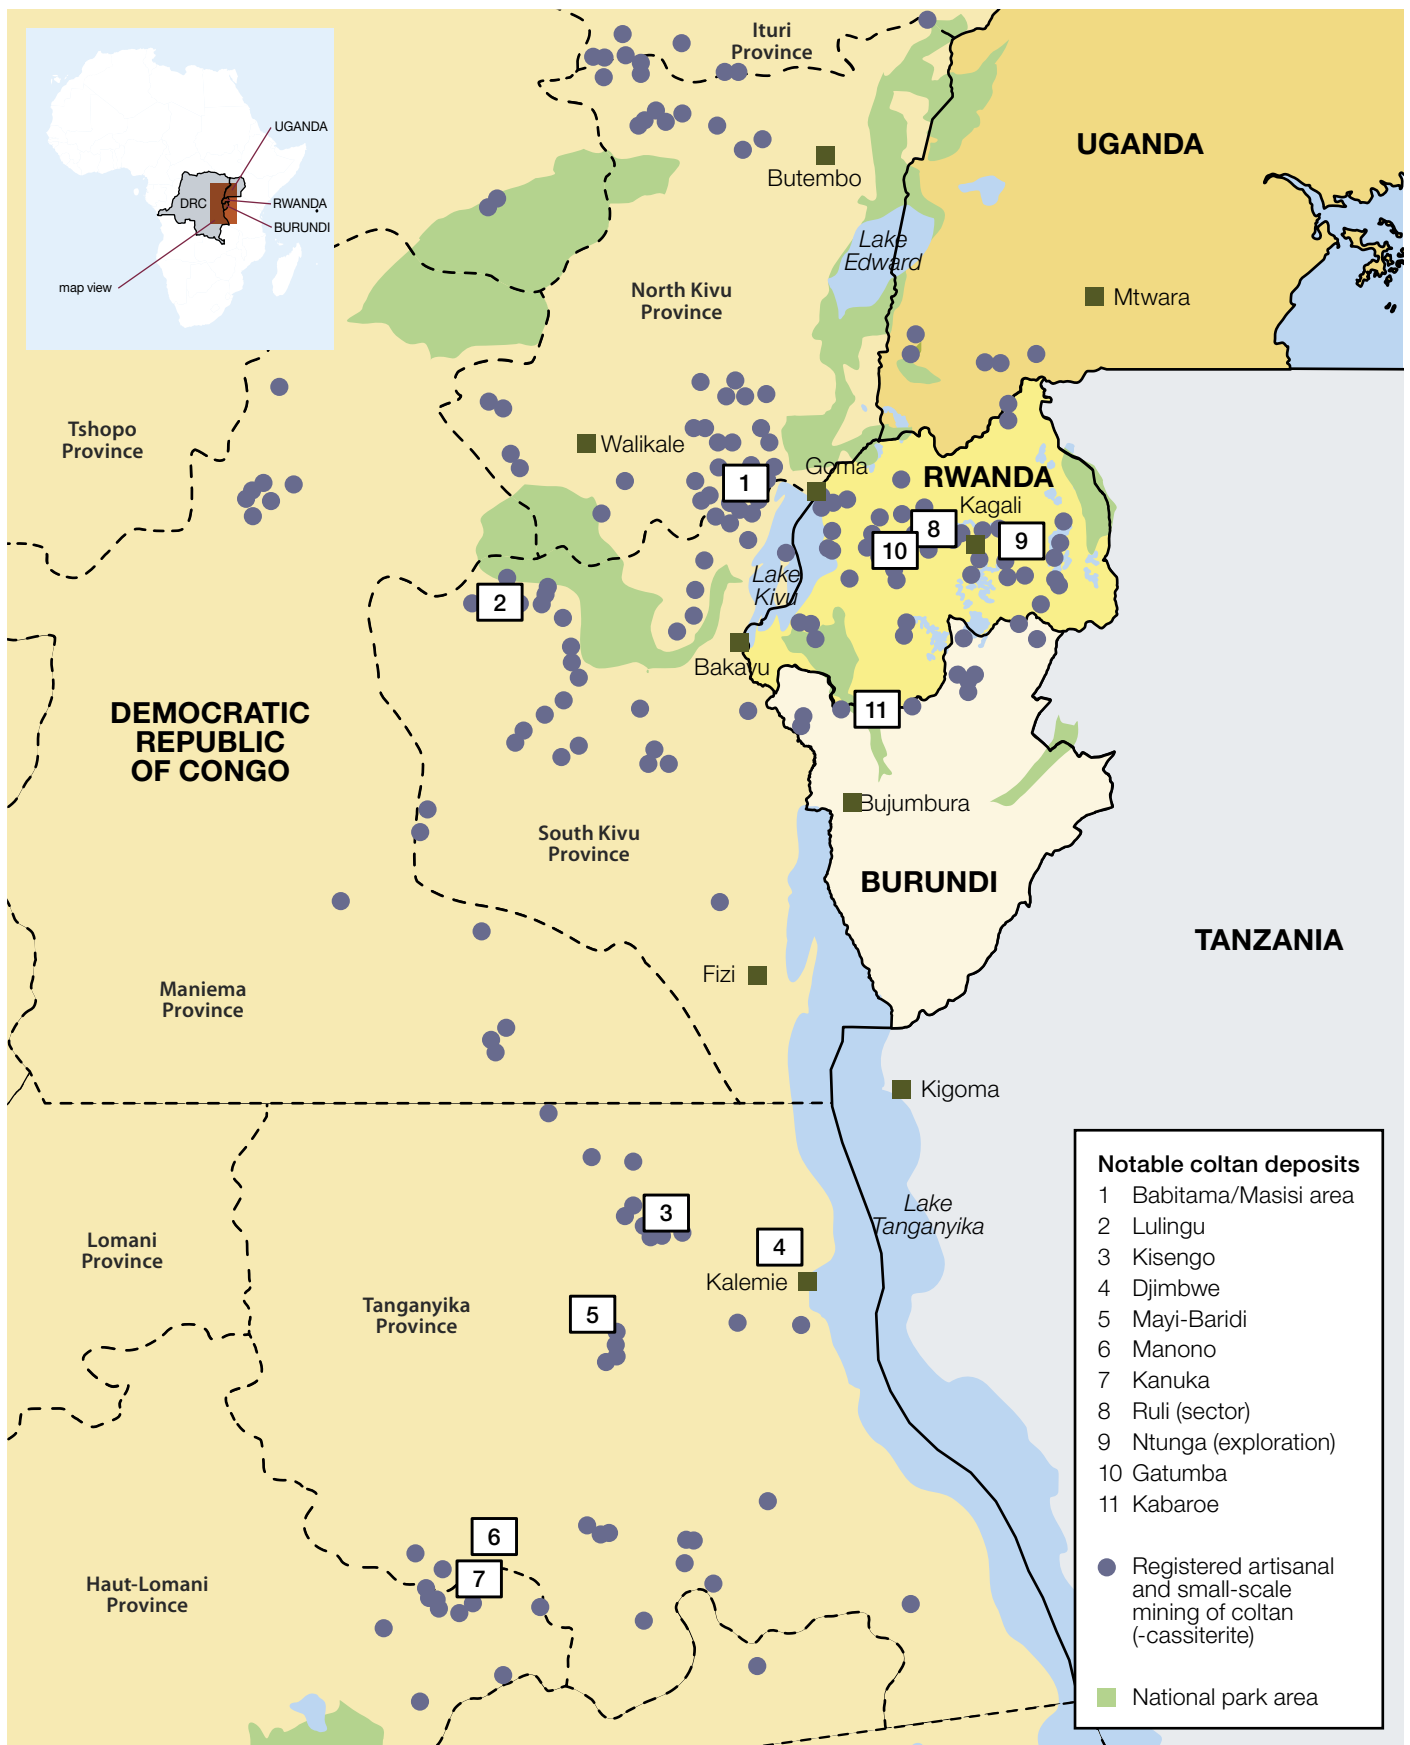 UGANDA
DRC
RWANDA
BURUNDI
map view
Ituri
Province
UGANDA
Butembo
Lake
Edward
Mtwara
North Kivu
Province
Tshopo
Province
Walikale
1
Goma
RWANDA
Kagali
8
9
10
Lake
Kivu
2
Bakavu
11
DEMOCRATIC
REPUBLIC
OF CONGO
Bujumbura
South Kivu
Province
BURUNDI
TANZANIA
Fizi
Maniema
Province
Kigoma
Lake
Tanganyika
3
4
Lomani
Province
Kalemie
Tanganyika
Province
5
6
7
Haut-Lomani
Province
Notable coltan deposits
1 Babitama/Masisi area
2 Lulingu
3 Kisengo
4 Djimbwe
5 Mayi-Baridi
6 Manono
7 Kanuka
8 Ruli (sector)
9 Ntunga (exploration)
10 Gatumba
11 Kabaroe
Registered artisanal
and small-scale
mining of coltan
(-cassiterite)
National park area